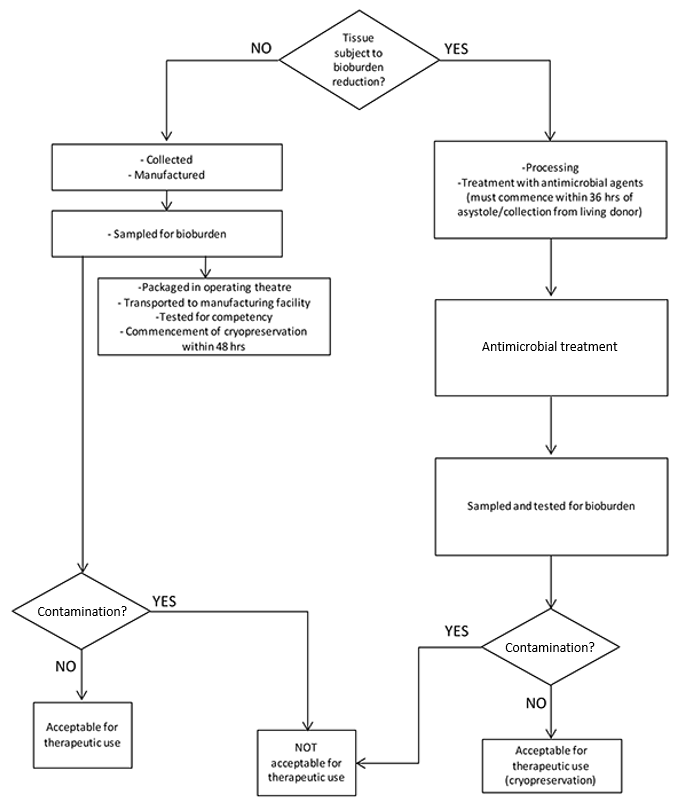 Tissue
subject to
bioburden
reduction?
NO
YES
- Collected
- Manufactured
-Processing
-Treatment with antimicrobial agents
(must commence within 36 hrs of
asystole/collection from living donor)
- Sampled for bioburden
-Packaged in operating theatre
- Transported to manufacturing facility
-Tested for competency
- Commencement of cryopreservation
within 48 hrs
Antimicrobial treatment
Sampled and tested for bioburden
Contamination?
YES
NO
Acceptable for
therapeutic use
Contamination?
YES
NO
NOT
acceptable for
therapeutic use
Acceptable for
therapeutic use
(cryopreservation)